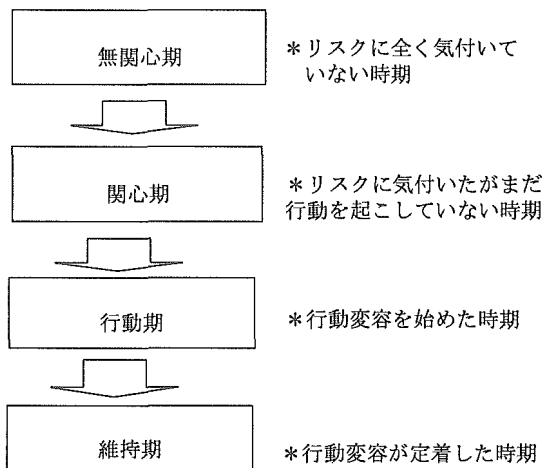 無関心期
＊リスクに全く気付いて
いない時期
関心期
＊リスクに気付いたがまだ
行動を起こしていない時期
行動期
＊行動変容を始めた時期
維持期
＊行動変容が定着した時期